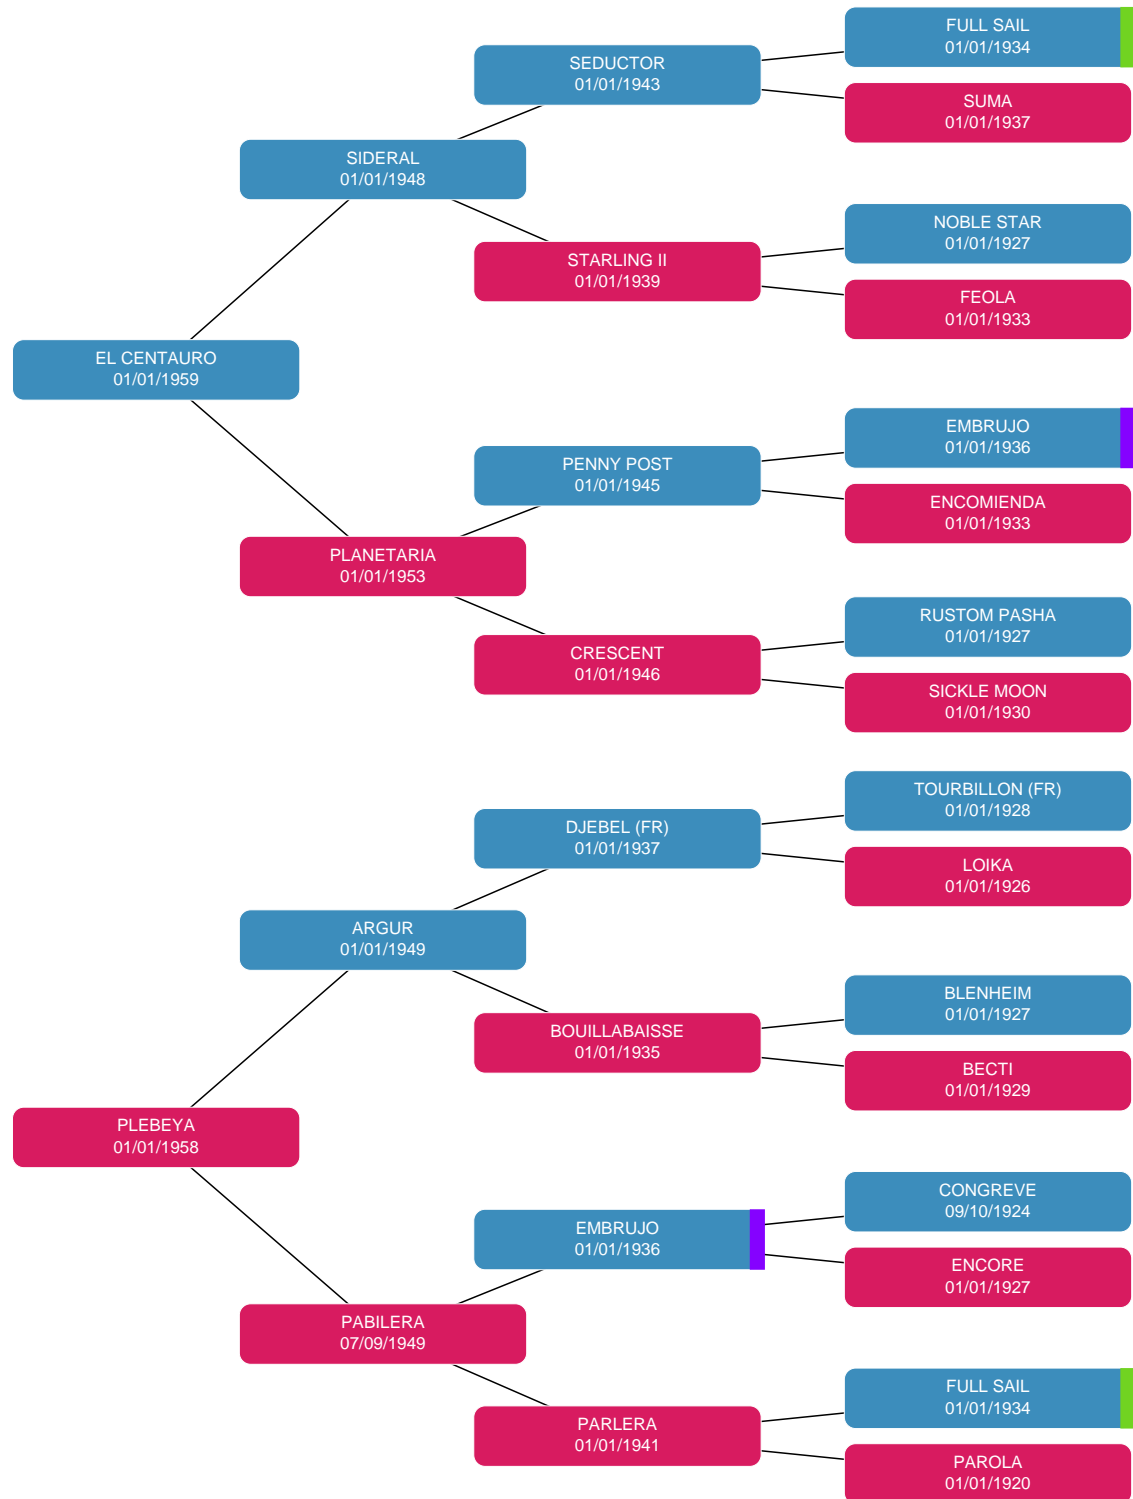 FULL SAIL
01/01/1934
SEDUCTOR
01/01/1943
SUMA
01/01/1937
SIDERAL
01/01/1948
NOBLE STAR
01/01/1927
STARLING II
01/01/1939
FEOLA
01/01/1933
EL CENTAURO
01/01/1959
EMBRUJO
01/01/1936
PENNY POST
01/01/1945
ENCOMIENDA
01/01/1933
PLANETARIA
01/01/1953
RUSTOM PASHA
01/01/1927
CRESCENT
01/01/1946
SICKLE MOON
01/01/1930
TOURBILLON (FR)
01/01/1928
DJEBEL (FR)
01/01/1937
LOIKA
01/01/1926
ARGUR
01/01/1949
BLENHEIM
01/01/1927
BOUILLABAISSE
01/01/1935
BECTI
01/01/1929
PLEBEYA
01/01/1958
CONGREVE
09/10/1924
EMBRUJO
01/01/1936
ENCORE
01/01/1927
PABILERA
07/09/1949
FULL SAIL
01/01/1934
PARLERA
01/01/1941
PAROLA
01/01/1920